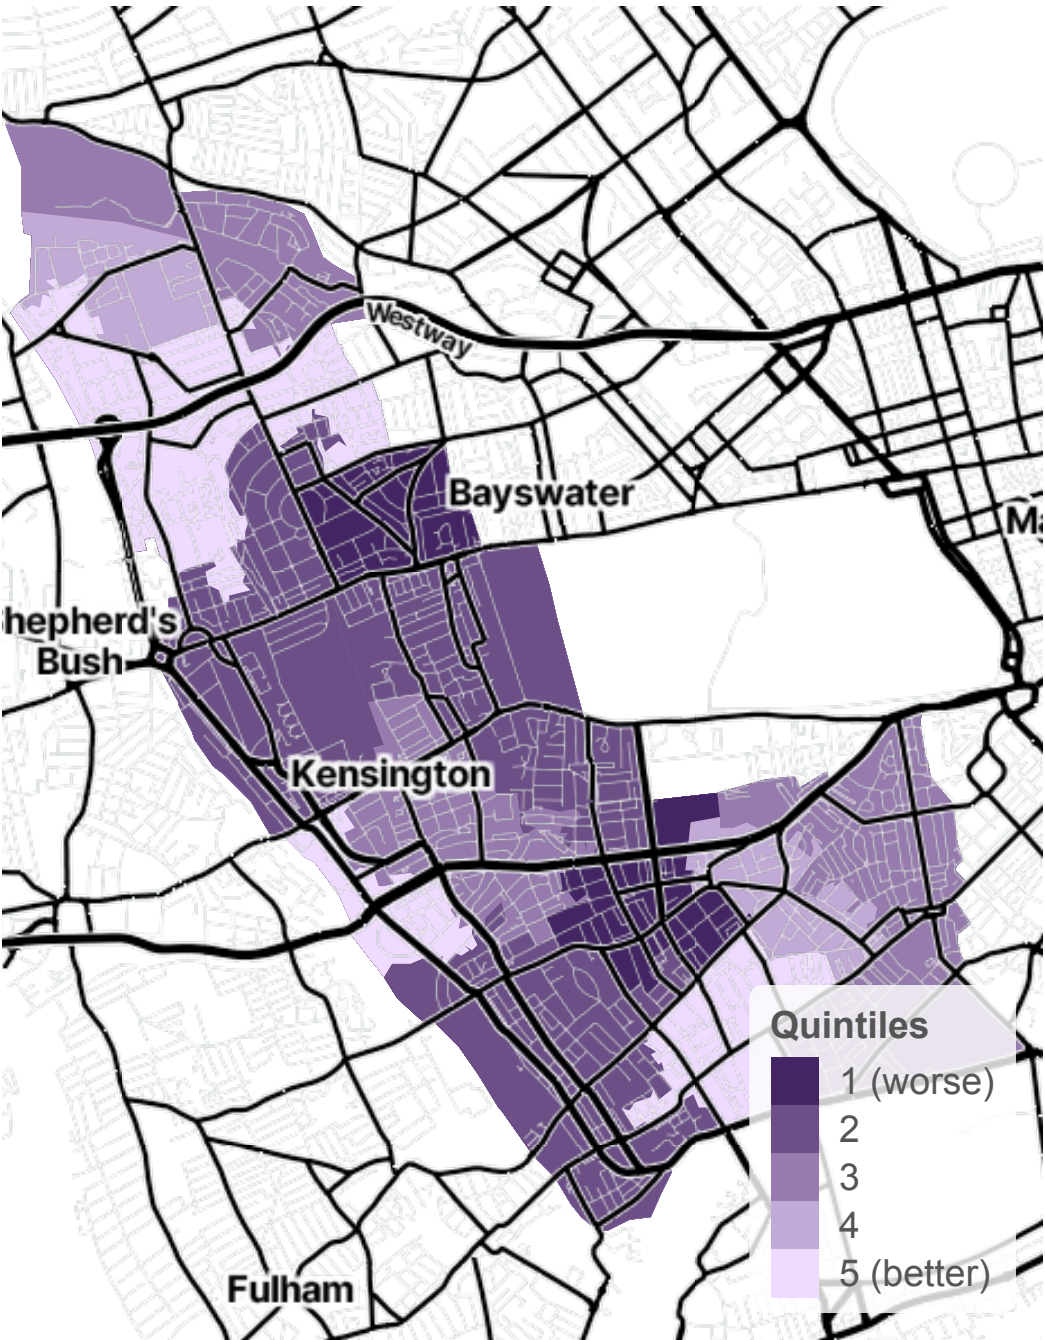 Westway
Bayswater
Ma
hepherd's
Bush
Kensington
Quintiles
1 (worse)
2
3
4
5 (better)
Fulham